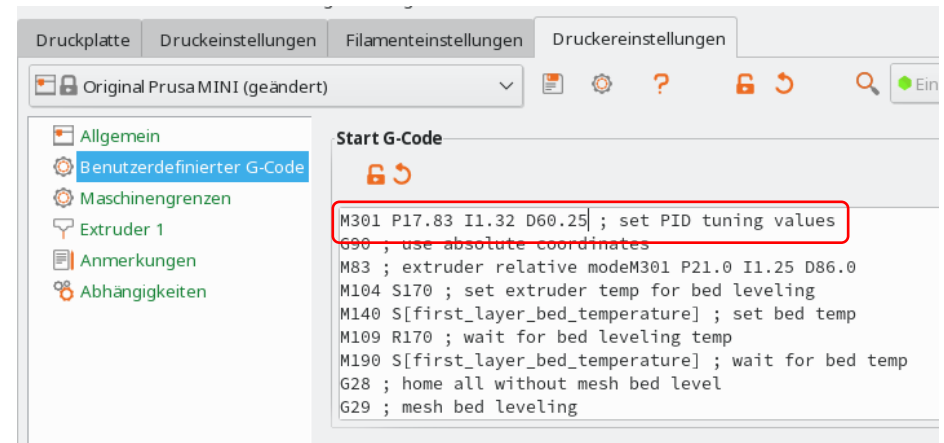 Druckplatte Druckeinstellungen Filamenteinstellungen Druckereinstellungen
Original Prusa MINI (geändert)
?
Allgemein
Benutzerdefinierter G-Code
Maschinengrenzen
Extruder 1
Anmerkungen
Abhängigkeiten
Start G-Code
M301 P17.83 I1.32 D60.25 ; set PID tuning values
G90 ; use absolute coordinates
M83 ; extruder relative modeM301 P21.0 I1.25 D86.0
M104 S170 ; set extruder temp for bed leveling
M140 S[first_layer_bed_temperature] ; set bed temp
M109 R170 ; wait for bed leveling temp
M190 S[first_layer_bed_temperature] ; wait for bed temp
G28 ; home all without mesh bed level
G29 ; mesh bed leveling